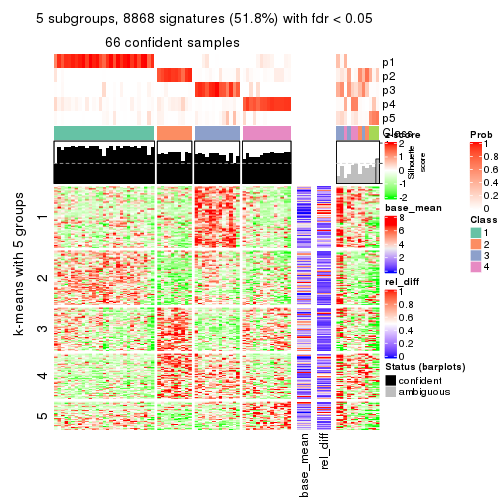 5 subgroups, 8868 signatures (51.8%) with fdr < 0.05
66 confident samples
p1
p2
p3
p4
p5
Class
z-score
2
1
0
-1
-2
Silhouette
score
Prob
1
0.8
0.6
0.4
0.2
0
base_mean
8
6
4
2
0
Class
1
2
3
4
rel_diff
1
0.8
0.6
0.4
0.2
0
Status (barplots)
confident
ambiguous
k-means with 5 groups
1
2
3
4
5
base_mean
rel_diff